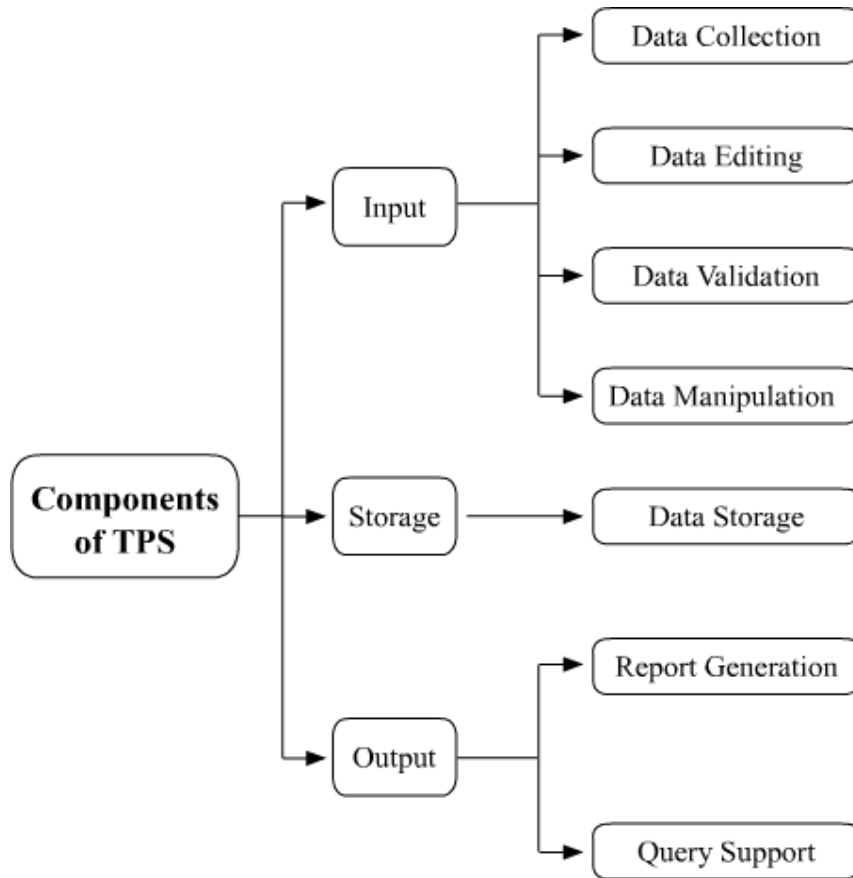 Data Collection
Data Editing
Input
Data Validation
Data Manipulation
Components
of TPS
Storage
Data Storage
Report Generation
Output
Query Support